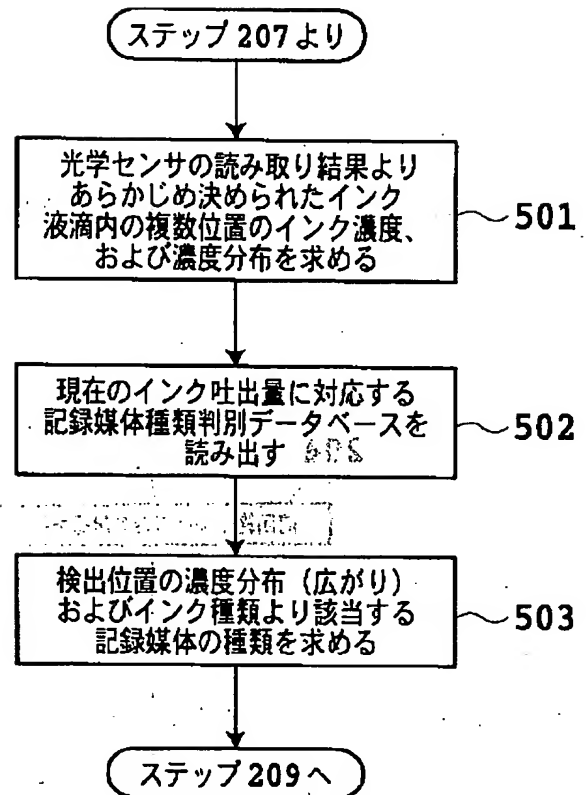 ステップ207より
光学センサの読み取り結果より
あらかじめ決められたインク
液滴内の複数位置のインク濃度、
および濃度分布を求める
501
現在のインク吐出量に対応する
記録媒体種類判別データベースを
読み出す
502
検出位置の濃度分布（広がり）
およびインク種類より該当する
記録媒体の種類を求める
503
ステップ209へ